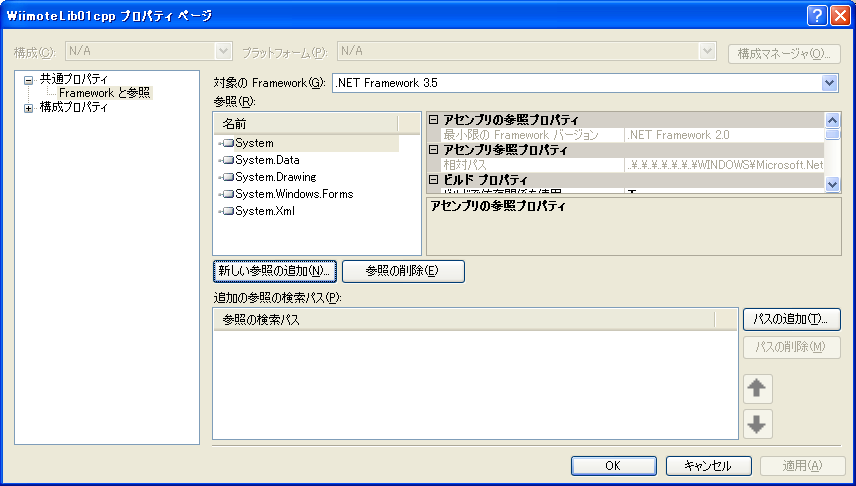 WiimoteLib01cpp プロパティ ページ
構成(C): N/A プラットフォーム(P): N/A 構成マネージャ(O)...
共通プロパティ
Framework と参照
構成プロパティ
対象の Framework(G): .NET Framework 3.5
参照(R):
名前
System
System.Data
System.Drawing
System.Windows.Forms
System.Xml
アセンブリの参照プロパティ
最小限の Framework バージョン .NET Framework 2.0
アセンブリ参照プロパティ
相対パス ..¥..¥..¥..¥..¥..¥..¥WINDOWS¥Microsoft.Net
ビルド プロパティ
アセンブリの参照プロパティ
新しい参照の追加(N)... 参照の削除(E)
追加の参照の検索パス(P):
参照の検索パス
パスの追加(T)...
パスの削除(M)
OK キャンセル 適用(A)